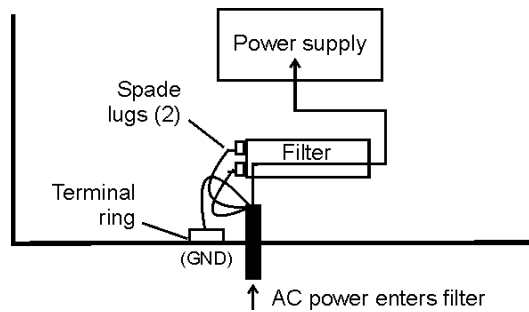 Power supply
Spade
lugs (2)
Filter
Terminal
ring
(GND)
AC power enters filter